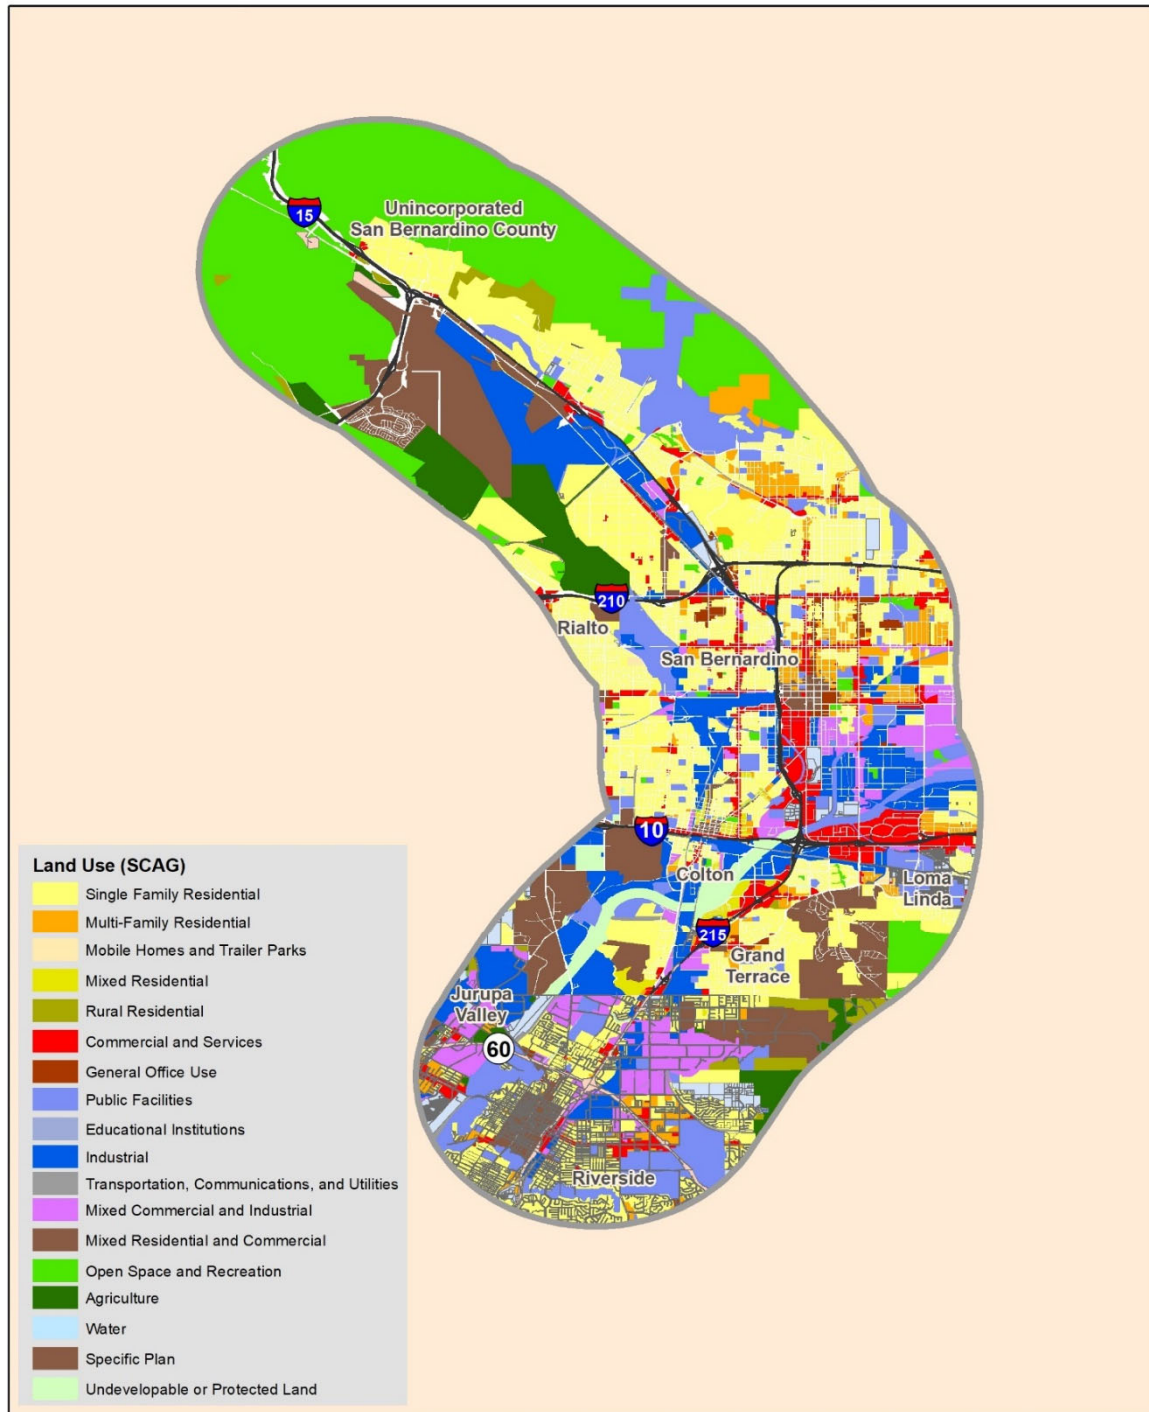 15
Unincorporated
San Bernardino County
210
Rialto
San Bernardino
10
Colton
Loma
Linda
215
Grand
Terrace
Jurupa
Valley
60
Riverside
Land Use (SCAG)
Single Family Residential
Multi-Family Residential
Mobile Homes and Trailer Parks
Mixed Residential
Rural Residential
Commercial and Services
General Office Use
Public Facilities
Educational Institutions
Industrial
Transportation, Communications, and Utilities
Mixed Commercial and Industrial
Mixed Residential and Commercial
Open Space and Recreation
Agriculture
Water
Specific Plan
Undevelopable or Protected Land